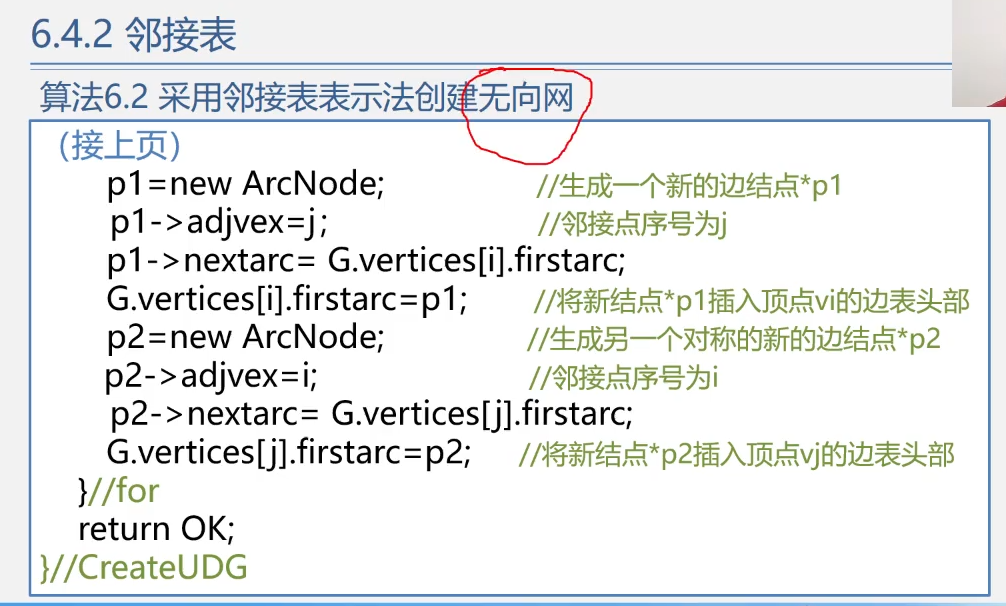 6.4.2 邻接表
算法6.2 采用邻接表表示法创建无向网
（接上页）
p1=new ArcNode; //生成一个新的边结点*p1
p1->adjvex=j; //邻接点序号为j
p1->nextarc= G.vertices[i].firstarc;
G.vertices[i].firstarc=p1; //将新结点*p1插入顶点vi的边表头部
p2=new ArcNode; //生成另一个对称的新的边结点*p2
p2->adjvex=i; //邻接点序号为i
p2->nextarc= G.vertices[j].firstarc;
G.vertices[j].firstarc=p2; //将新结点*p2插入顶点vj的边表头部
}//for
return OK;
}//CreateUDG